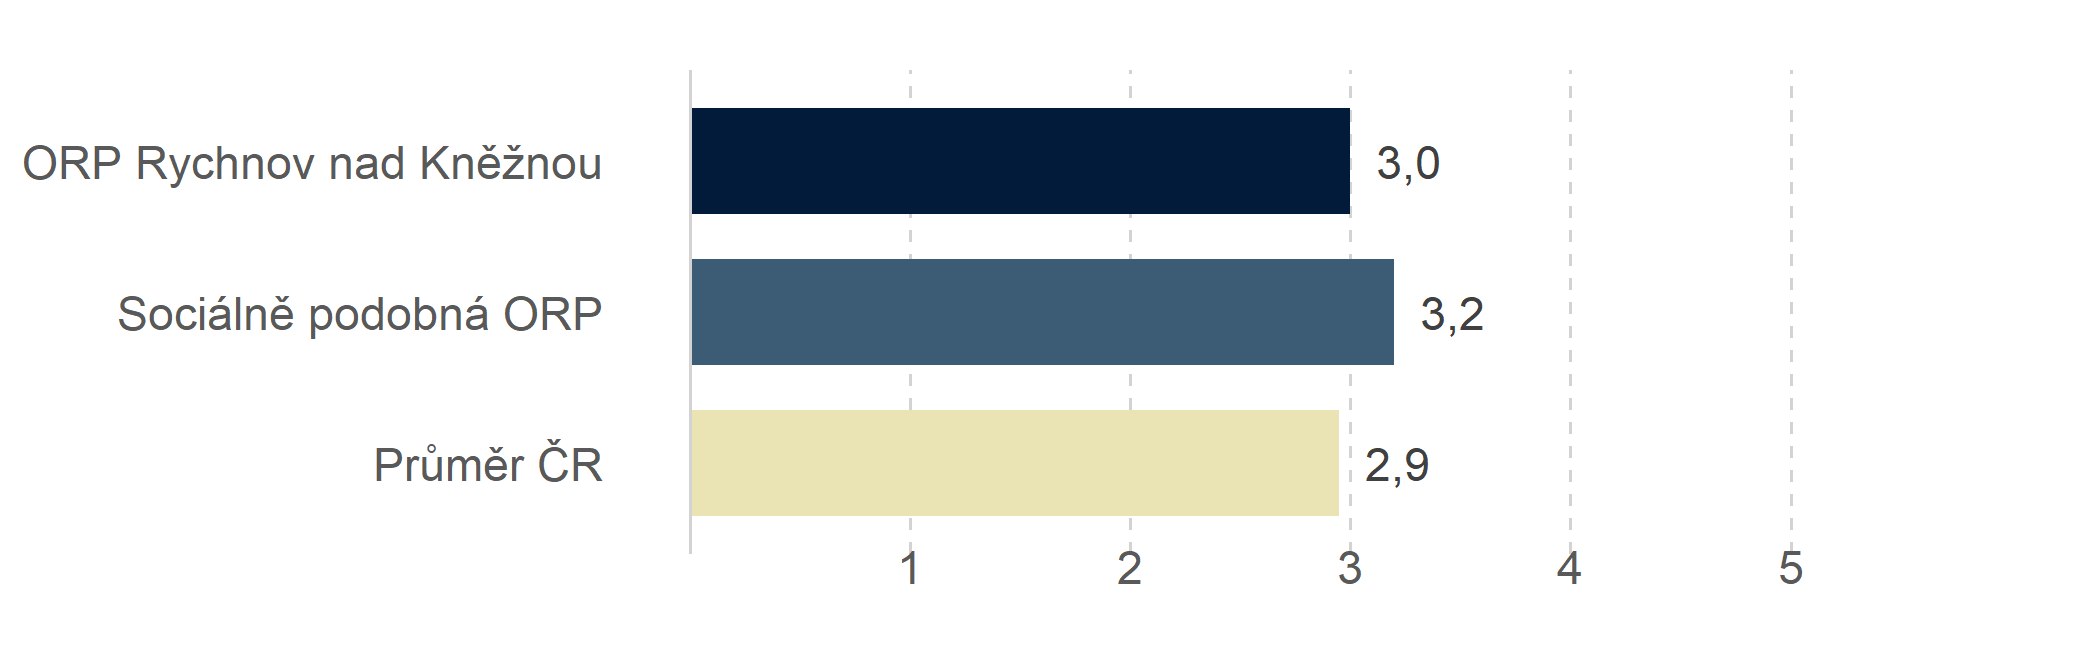 ORP Rychnov nad Kněžnou 3,0
Sociálně podobná ORP 3,2
Průměr ČR 2,9
1 2 3 4 5